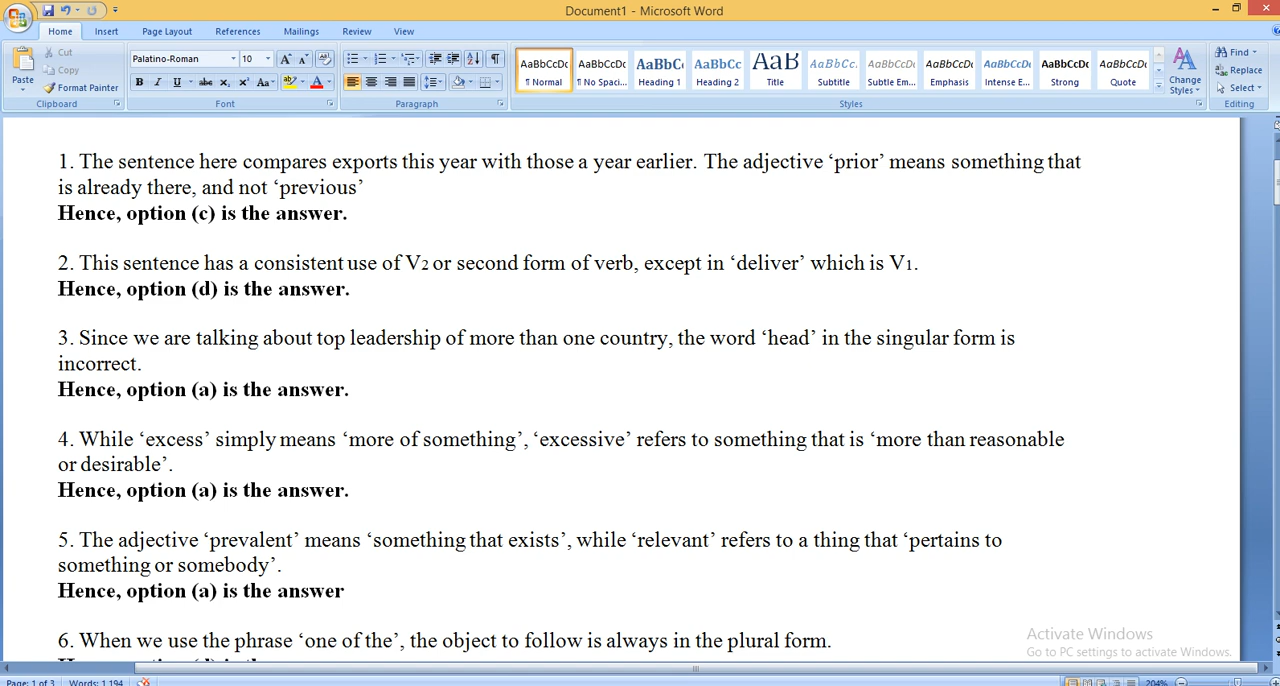 Document1 - Microsoft Word
Home Insert Page Layout References Mailings Review View
Paste
Cut
Copy
Format Painter
Clipboard
Palatino-Roman 10
B I U abc x₂ x² Aa A
Font
Paragraph
AaBbCcDc AaBbCcDc AaBbC AaBbCc AaB AaBbCc. AaBbCcDc AaBbCcDc AaBbCcDc AaBbCcDc AaBbCcDc
¶ Normal ¶ No Spaci... Heading 1 Heading 2 Title Subtitle Subtle Em... Emphasis Intense E... Strong Quote
Change Styles
Styles
Find
Replace
Select
Editing
1. The sentence here compares exports this year with those a year earlier. The adjective ‘prior’ means something that
is already there, and not ‘previous’
Hence, option (c) is the answer.
2. This sentence has a consistent use of V2 or second form of verb, except in ‘deliver’ which is V1.
Hence, option (d) is the answer.
3. Since we are talking about top leadership of more than one country, the word ‘head’ in the singular form is
incorrect.
Hence, option (a) is the answer.
4. While ‘excess’ simply means ‘more of something’, ‘excessive’ refers to something that is ‘more than reasonable
or desirable’.
Hence, option (a) is the answer.
5. The adjective ‘prevalent’ means ‘something that exists’, while ‘relevant’ refers to a thing that ‘pertains to
something or somebody’.
Hence, option (a) is the answer
6. When we use the phrase ‘one of the’, the object to follow is always in the plural form.
Activate Windows
Go to PC settings to activate Windows.
Page: 1 of 3 Words: 1,194 204%